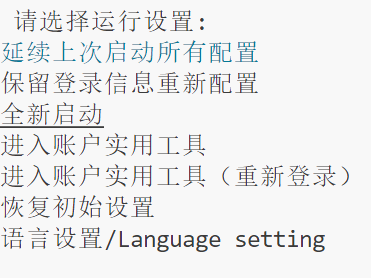 请选择运行设置:
延续上次启动所有配置
保留登录信息重新配置
全新启动
进入账户实用工具
进入账户实用工具（重新登录）
恢复初始设置
语言设置/Language setting